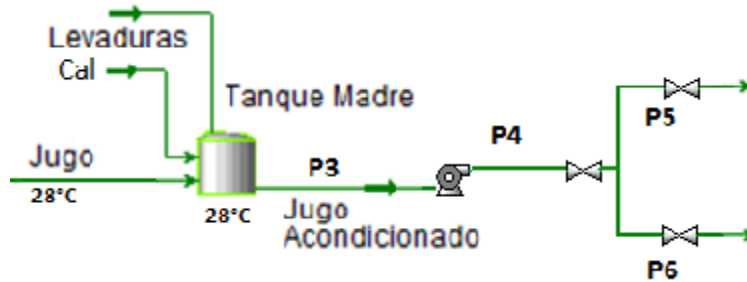 Levaduras
Cal
Tanque Madre
Jugo
28°C
28°C
P3
Jugo
Acondicionado
P4
P5
P6